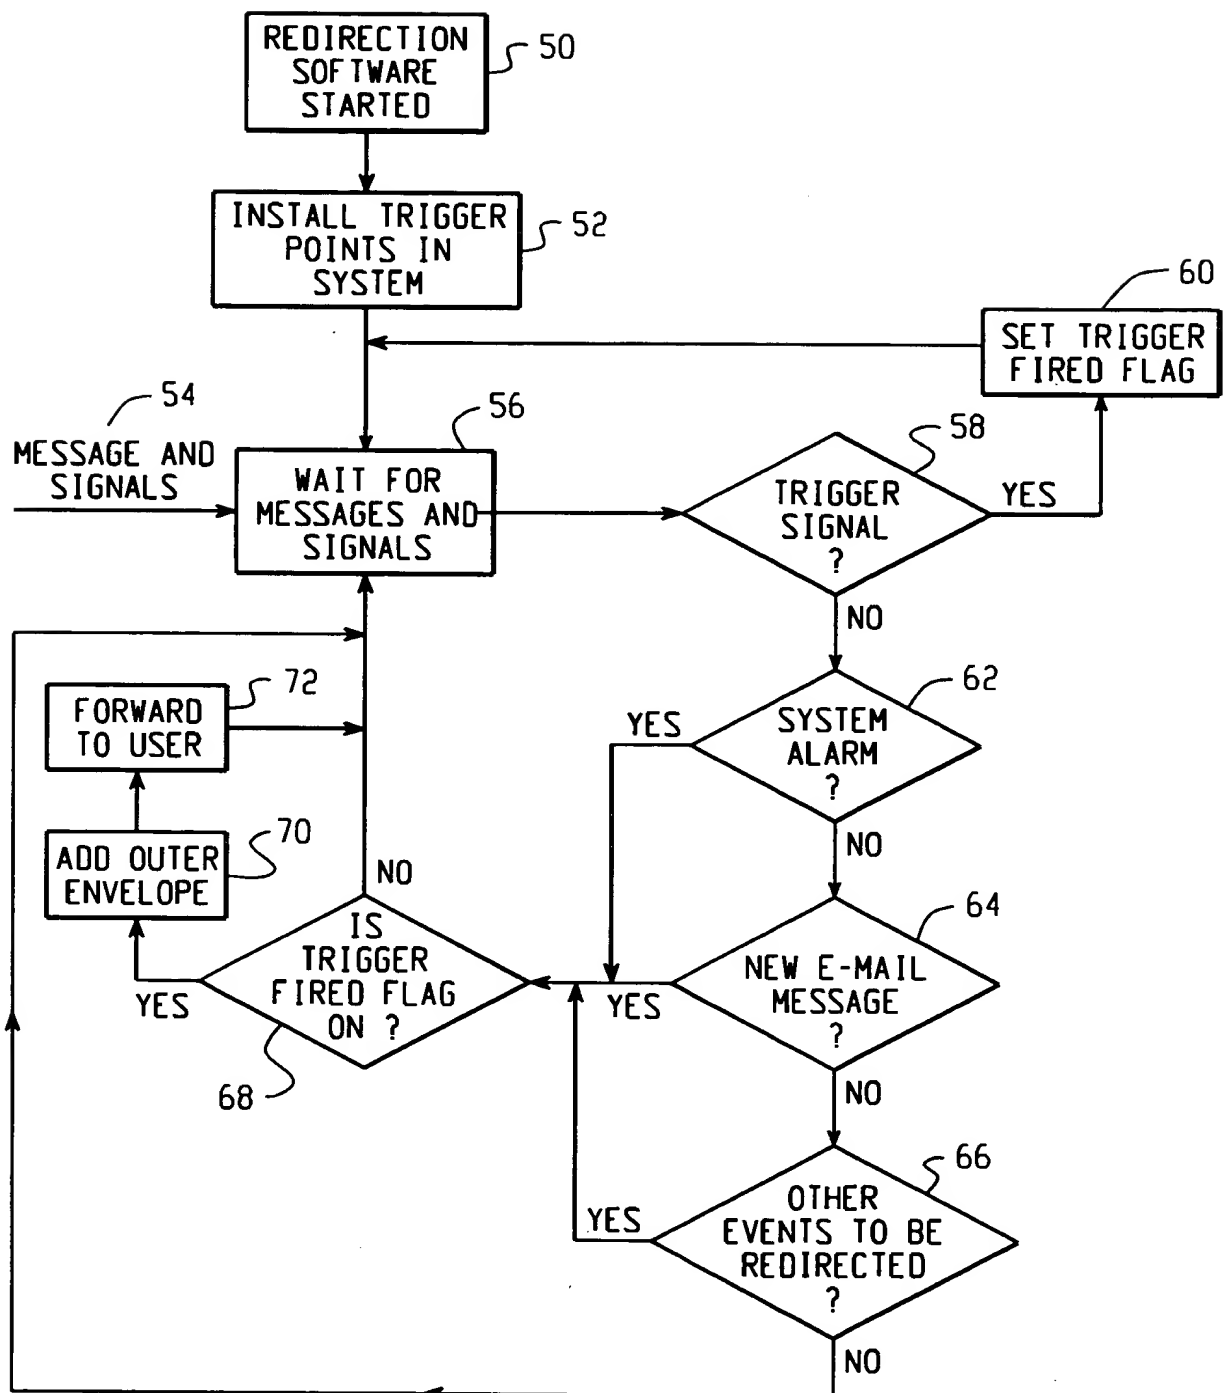 REDIRECTION
SOFTWARE
STARTED
50
INSTALL TRIGGER
POINTS IN
SYSTEM
52
60
SET TRIGGER
FIRED FLAG
54
MESSAGE AND
SIGNALS
56
WAIT FOR
MESSAGES AND
SIGNALS
58
TRIGGER
SIGNAL
?
YES
NO
62
SYSTEM
ALARM
?
YES
NO
72
FORWARD
TO USER
70
ADD OUTER
ENVELOPE
NO
IS
TRIGGER
FIRED FLAG
ON ?
YES
68
64
NEW E-MAIL
MESSAGE
?
YES
NO
66
OTHER
EVENTS TO BE
REDIRECTED
?
YES
NO